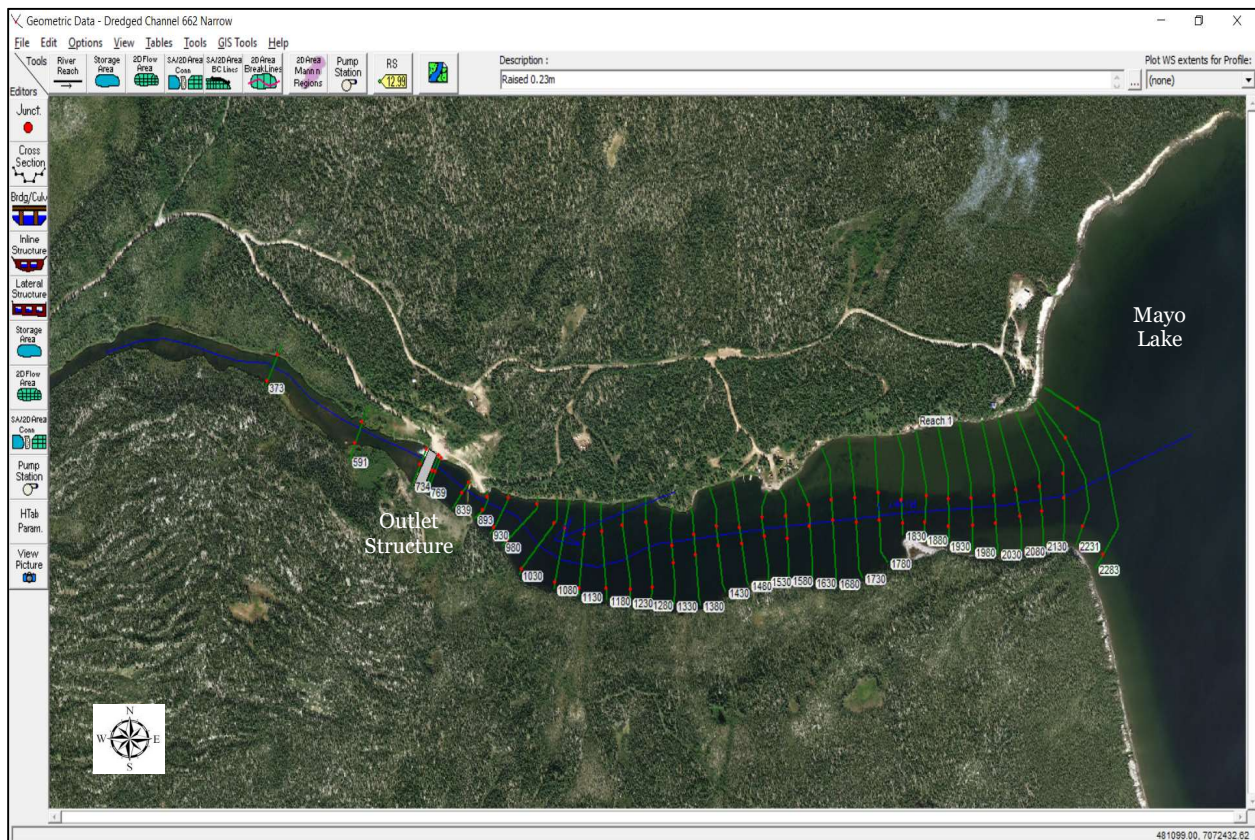 Geometric Data - Dredged Channel 662 Narrow
File Edit Options View Tables Tools GIS Tools Help
Tools
Editors
River
Reach
Storage
Area
2D Flow
Area
SA/2D Area
Conn
SA/2D Area
BC Lines
2D Area
BreakLines
2D Area
Mann n
Regions
Pump
Station
RS
12.99
Description :
Raised 0.23m
...
Plot WS extents for Profile:
(none)
Junct.
Cross
Section
Brdg/Culv
Inline
Structure
Lateral
Structure
Storage
Area
2D Flow
Area
SA/2D Area
Conn
Pump
Station
HTab
Param.
View
Picture
Mayo
Lake
Reach 1
Outlet
Structure
373
591
734
769
839
893
930
980
1030
1080
1130
1180
1230
1280
1330
1380
1430
1480
1530
1580
1630
1680
1730
1780
1830
1880
1930
1980
2030
2080
2130
2231
2283
N
W E
S
481099.00, 7072432.62